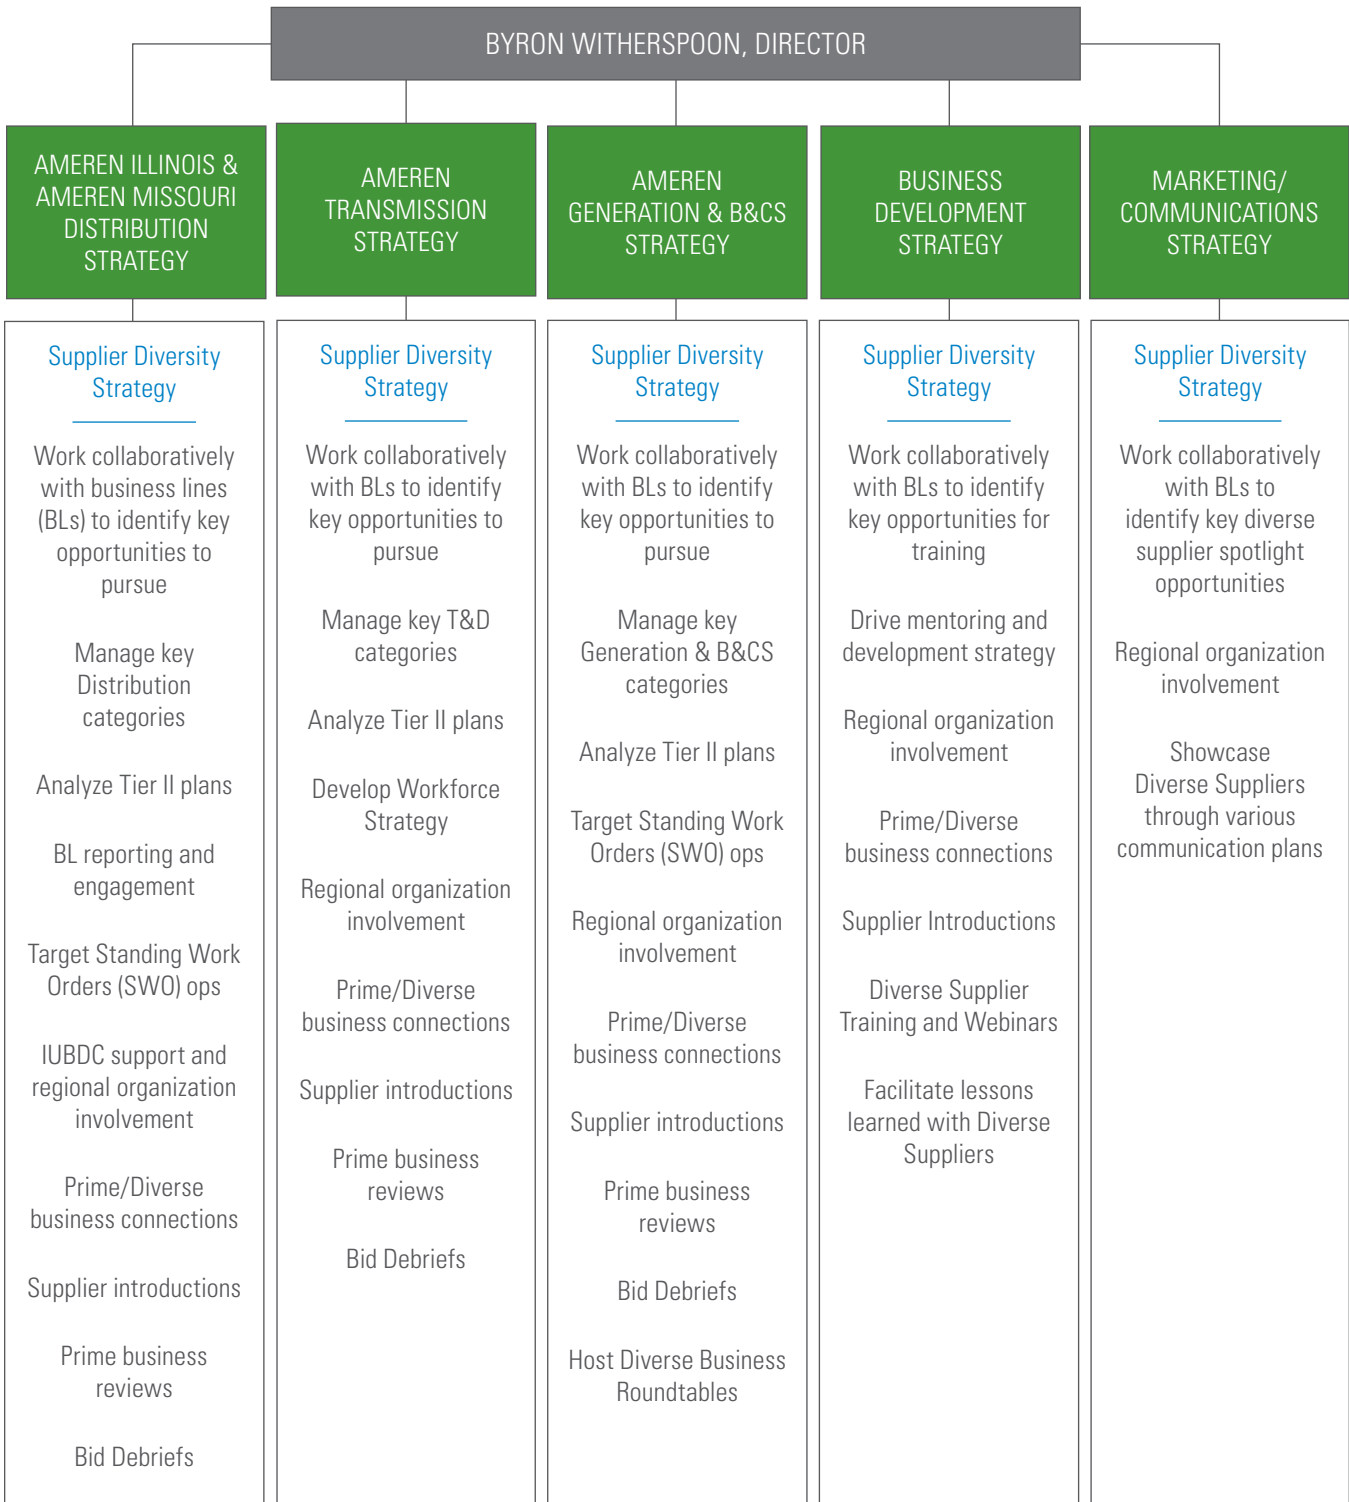 BYRON WITHERSPOON, DIRECTOR
AMEREN ILLINOIS &
AMEREN MISSOURI
DISTRIBUTION
STRATEGY
Supplier Diversity
Strategy
Work collaboratively
with business lines
(BLs) to identify key
opportunities to
pursue
Manage key
Distribution
categories
Analyze Tier II plans
BL reporting and
engagement
Target Standing Work
Orders (SWO) ops
IUBDC support and
regional organization
involvement
Prime/Diverse
business connections
Supplier introductions
Prime business
reviews
Bid Debriefs
AMEREN
TRANSMISSION
STRATEGY
Supplier Diversity
Strategy
Work collaboratively
with BLs to identify
key opportunities to
pursue
Manage key T&D
categories
Analyze Tier II plans
Develop Workforce
Strategy
Regional organization
involvement
Prime/Diverse
business connections
Supplier introductions
Prime business
reviews
Bid Debriefs
AMEREN
GENERATION & B&CS
STRATEGY
Supplier Diversity
Strategy
Work collaboratively
with BLs to identify
key opportunities to
pursue
Manage key
Generation & B&CS
categories
Analyze Tier II plans
Target Standing Work
Orders (SWO) ops
Regional organization
involvement
Prime/Diverse
business connections
Supplier introductions
Prime business
reviews
Bid Debriefs
Host Diverse Business
Roundtables
BUSINESS
DEVELOPMENT
STRATEGY
Supplier Diversity
Strategy
Work collaboratively
with BLs to identify
key opportunities for
training
Drive mentoring and
development strategy
Regional organization
involvement
Prime/Diverse
business connections
Supplier Introductions
Diverse Supplier
Training and Webinars
Facilitate lessons
learned with Diverse
Suppliers
MARKETING/
COMMUNICATIONS
STRATEGY
Supplier Diversity
Strategy
Work collaboratively
with BLs to
identify key diverse
supplier spotlight
opportunities
Regional organization
involvement
Showcase
Diverse Suppliers
through various
communication plans